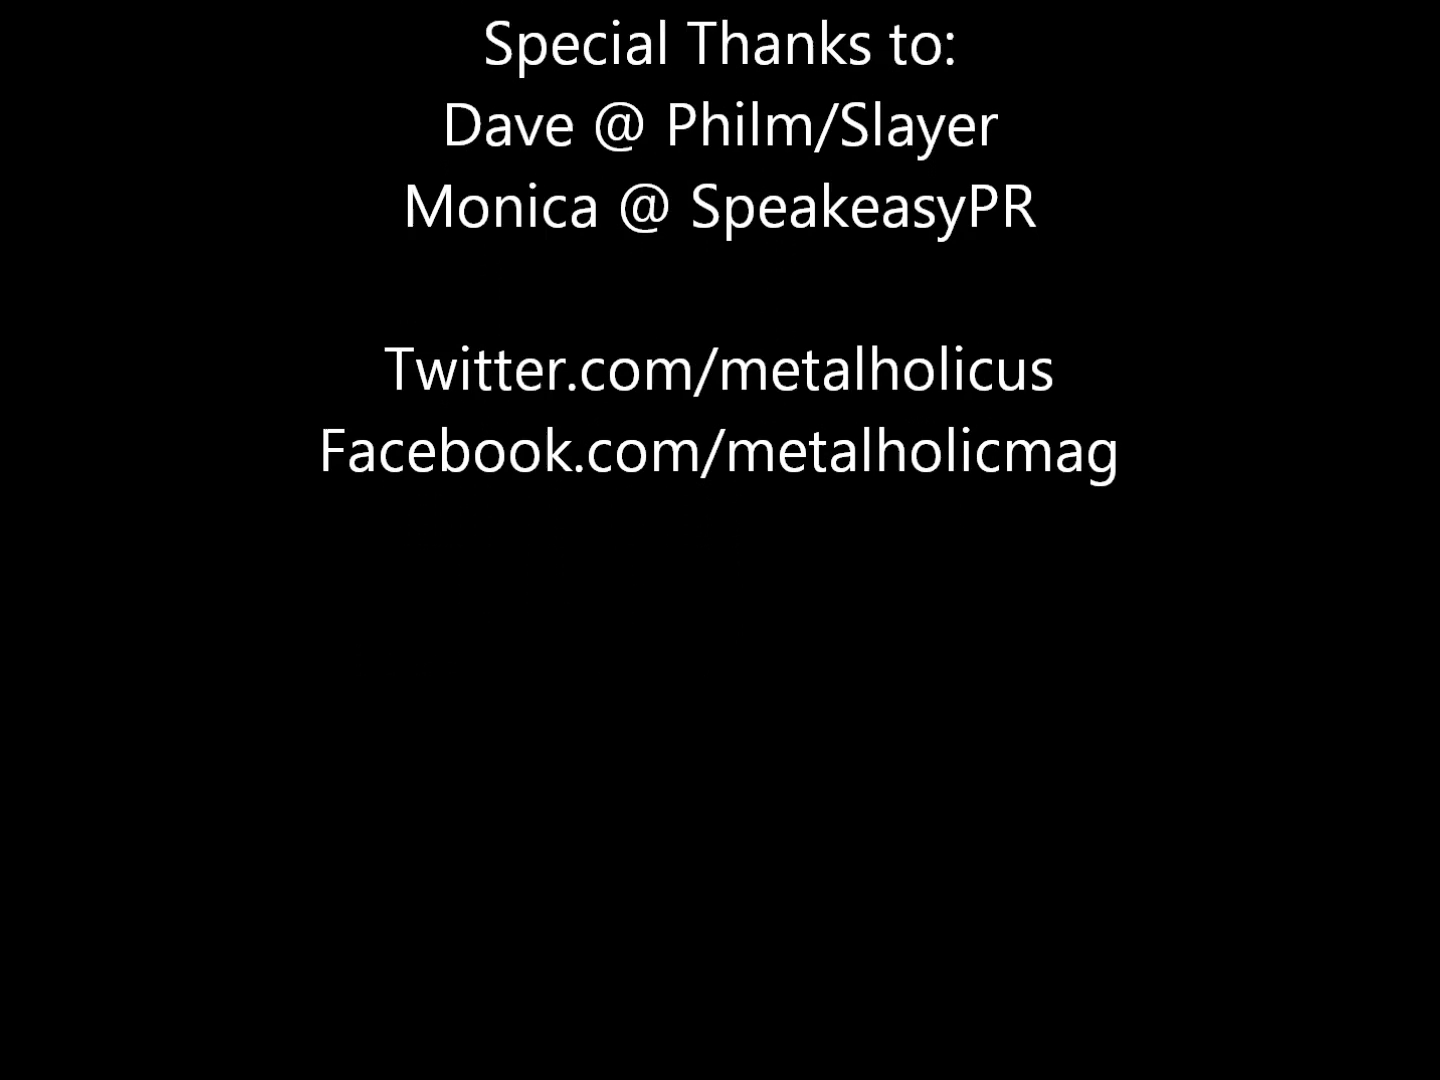 Special Thanks to:
Dave @ Philm/Slayer
Monica @ SpeakeasyPR
Twitter.com/metalholicus
Facebook.com/metalholicmag